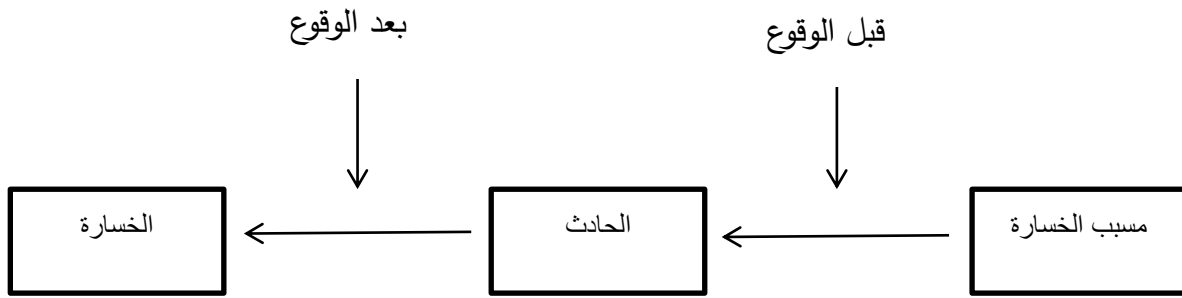 قبل الوقوع
بعد الوقوع
مسبب الخسارة
الحادث
الخسارة